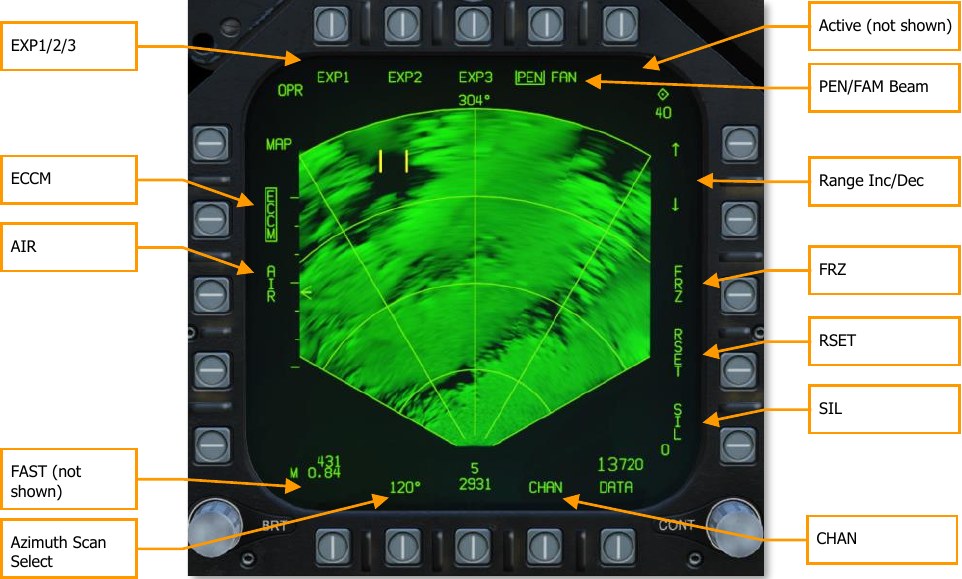 EXP1/2/3
ECCM
AIR
FAST (not
shown)
Azimuth Scan
Select
EXP1 EXP2 EXP3 PEN FAN
OPR
304°
40
MAP
ECCM
AIR
FRZ
RSET
SIL
0
431
M 0.84
5
13720
120°
2931
CHAN
DATA
BRT
CONT
Active (not shown)
PEN/FAM Beam
Range Inc/Dec
FRZ
RSET
SIL
CHAN